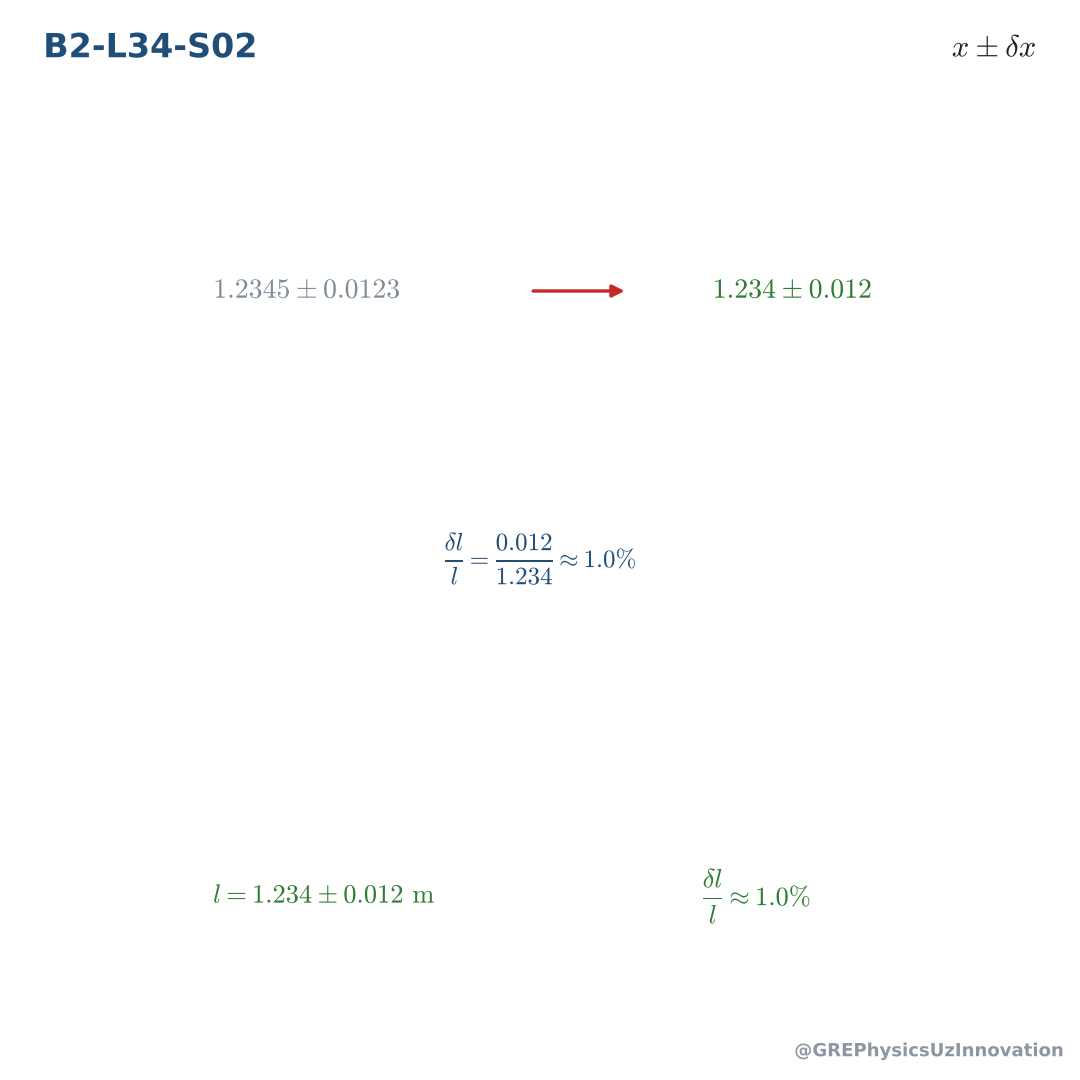 B2-L34-S02
x ± δx
1.2345 ± 0.0123 → 1.234 ± 0.012
δl/l = 0.012/1.234 ≈ 1.0%
l = 1.234 ± 0.012 m
δl/l ≈ 1.0%
@GREPhysicsUzInnovation